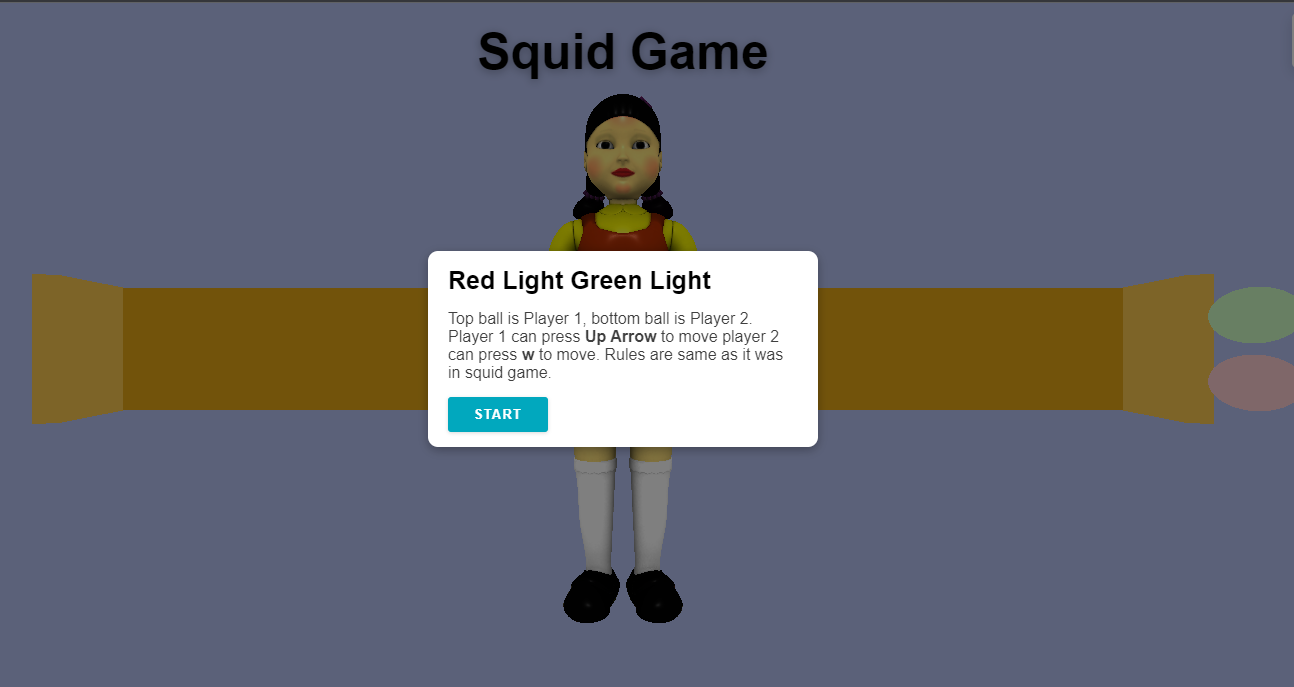 Squid Game
Red Light Green Light
Top ball is Player 1, bottom ball is Player 2.
Player 1 can press Up Arrow to move player 2
can press w to move. Rules are same as it was
in squid game.
START